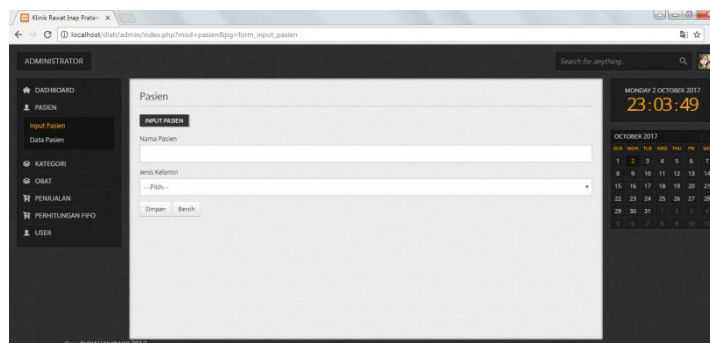 Klinik Rawat Inap Pratam
localhost/diah/admin/index.php?mod=pasien&pg=form_input_pasien
ADMINISTRATOR
Search for anything...
DASHBOARD
PASIEN
Input Pasien
Data Pasien
KATEGORI
OBAT
PENJUALAN
PERHITUNGAN FIFO
USER
Pasien
INPUT PASIEN
Nama Pasien
Jenis Kelamin
--Pilih--
Simpan Bersih
MONDAY 2 OCTOBER 2017
23:03:49
OCTOBER 2017
SUN MON TUE WED THU FRI SAT
1 2 3 4 5 6 7
8 9 10 11 12 13 14
15 16 17 18 19 20 21
22 23 24 25 26 27 28
29 30 31 1 2 3 4
5 6 7 8 9 10 11